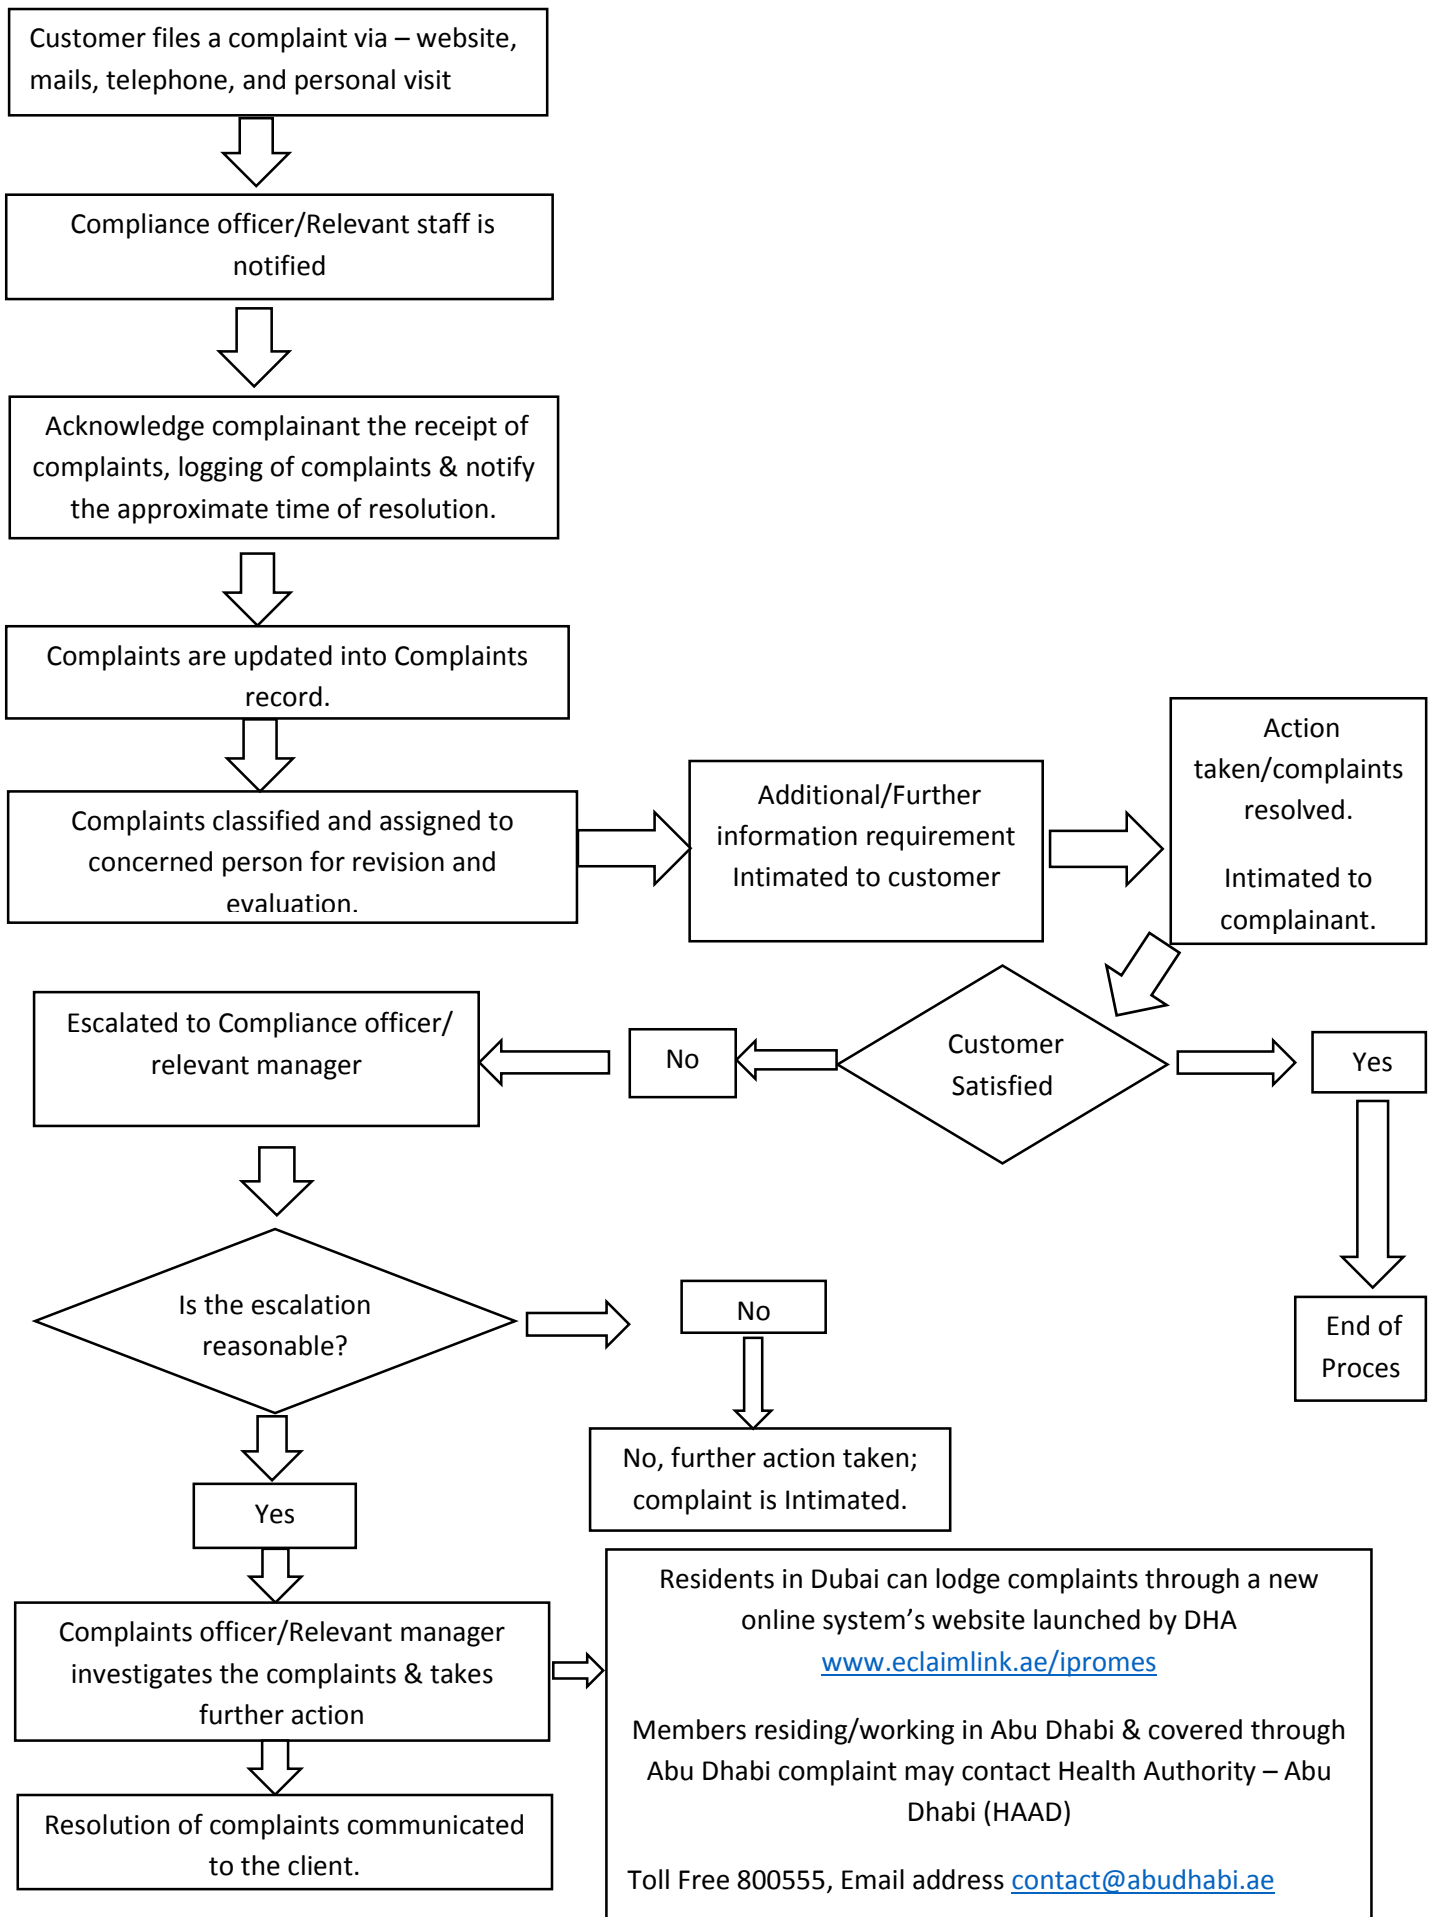 Customer files a complaint via – website,
mails, telephone, and personal visit
Compliance officer/Relevant staff is
notified
Acknowledge complainant the receipt of
complaints, logging of complaints & notify
the approximate time of resolution.
Complaints are updated into Complaints
record.
Complaints classified and assigned to
concerned person for revision and
evaluation.
Additional/Further
information requirement
Intimated to customer
Action
taken/complaints
resolved.
Intimated to
complainant.
Customer
Satisfied
Yes
End of
Proces
No
Escalated to Compliance officer/
relevant manager
Is the escalation
reasonable?
No
No, further action taken;
complaint is Intimated.
Yes
Complaints officer/Relevant manager
investigates the complaints & takes
further action
Resolution of complaints communicated
to the client.
Residents in Dubai can lodge complaints through a new
online system’s website launched by DHA
www.eclaimlink.ae/ipromes
Members residing/working in Abu Dhabi & covered through
Abu Dhabi complaint may contact Health Authority – Abu
Dhabi (HAAD)
Toll Free 800555, Email address contact@abudhabi.ae